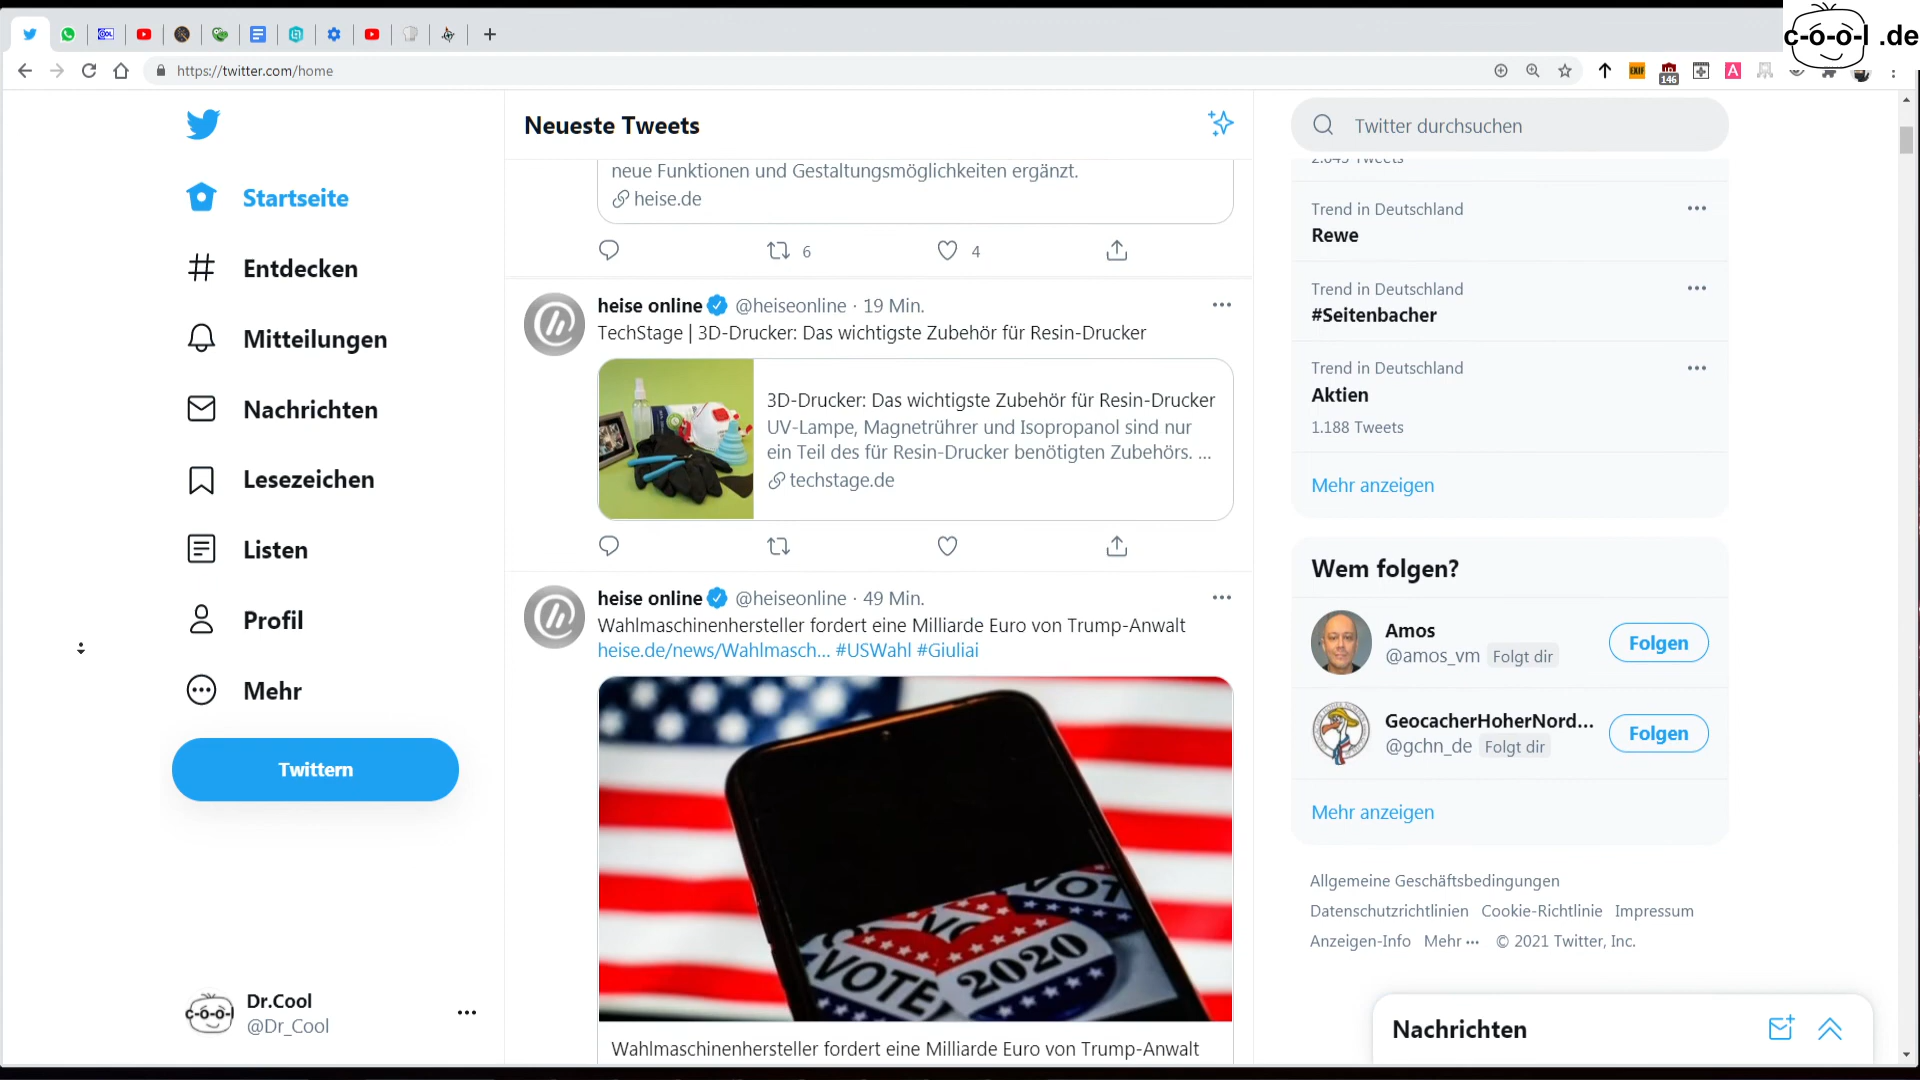 c-o-o-l .de
https://twitter.com/home
146
Neueste Tweets
Twitter durchsuchen
Startseite
Entdecken
Mitteilungen
Nachrichten
Lesezeichen
Listen
Profil
Mehr
Twittern
Dr.Cool
@Dr_Cool
neue Funktionen und Gestaltungsmöglichkeiten ergänzt.
heise.de
6
4
heise online @heiseonline · 19 Min.
TechStage | 3D-Drucker: Das wichtigste Zubehör für Resin-Drucker
3D-Drucker: Das wichtigste Zubehör für Resin-Drucker
UV-Lampe, Magnetrührer und Isopropanol sind nur
ein Teil des für Resin-Drucker benötigten Zubehörs. ...
techstage.de
heise online @heiseonline · 49 Min.
Wahlmaschinenhersteller fordert eine Milliarde Euro von Trump-Anwalt
heise.de/news/Wahlmasch... #USWahl #Giuliai
VOTE
2020
Wahlmaschinenhersteller fordert eine Milliarde Euro von Trump-Anwalt
Trend in Deutschland
Rewe
Trend in Deutschland
#Seitenbacher
Trend in Deutschland
Aktien
1.188 Tweets
Mehr anzeigen
Wem folgen?
Amos
@amos_vm Folgt dir
Folgen
GeocacherHoherNord...
@gchn_de Folgt dir
Folgen
Mehr anzeigen
Allgemeine Geschäftsbedingungen
Datenschutzrichtlinien Cookie-Richtlinie Impressum
Anzeigen-Info Mehr ··· © 2021 Twitter, Inc.
Nachrichten